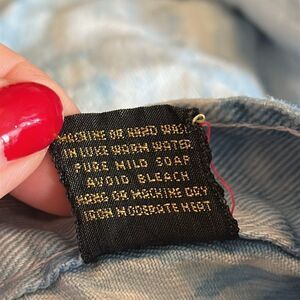 MACHINE OR HAND WASH
IN LUKE WARM WATER
PURE MILD SOAP
AVOID BLEACH
HANG OR MACHINE DRY
IRON MODERATE HEAT